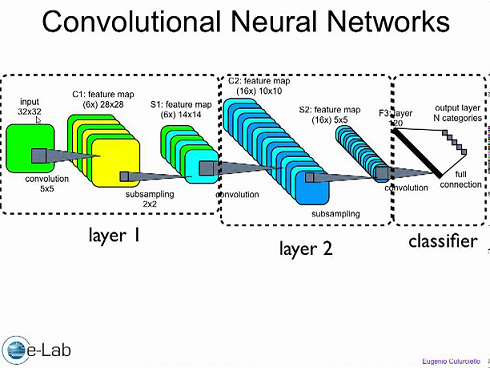 Convolutional Neural Networks
input
32x32
C1: feature map
(6x) 28x28
S1: feature map
(6x) 14x14
C2: feature map
(16x) 10x10
S2: feature map
(16x) 5x5
F3: layer
output layer
N categories
convolution
5x5
subsampling
2x2
convolution
subsampling
convolution
full
connection
layer 1
layer 2
classifier
e-Lab
Eugenio Culurciello